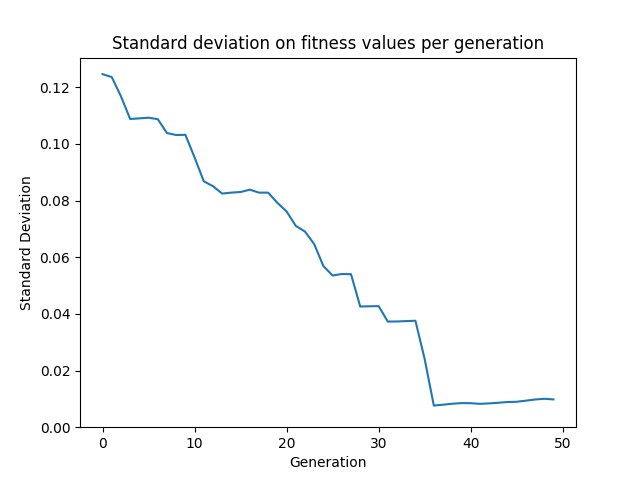 Standard deviation on fitness values per generation
Standard Deviation
0.12
0.10
0.08
0.06
0.04
0.02
0.00
0 10 20 30 40 50
Generation